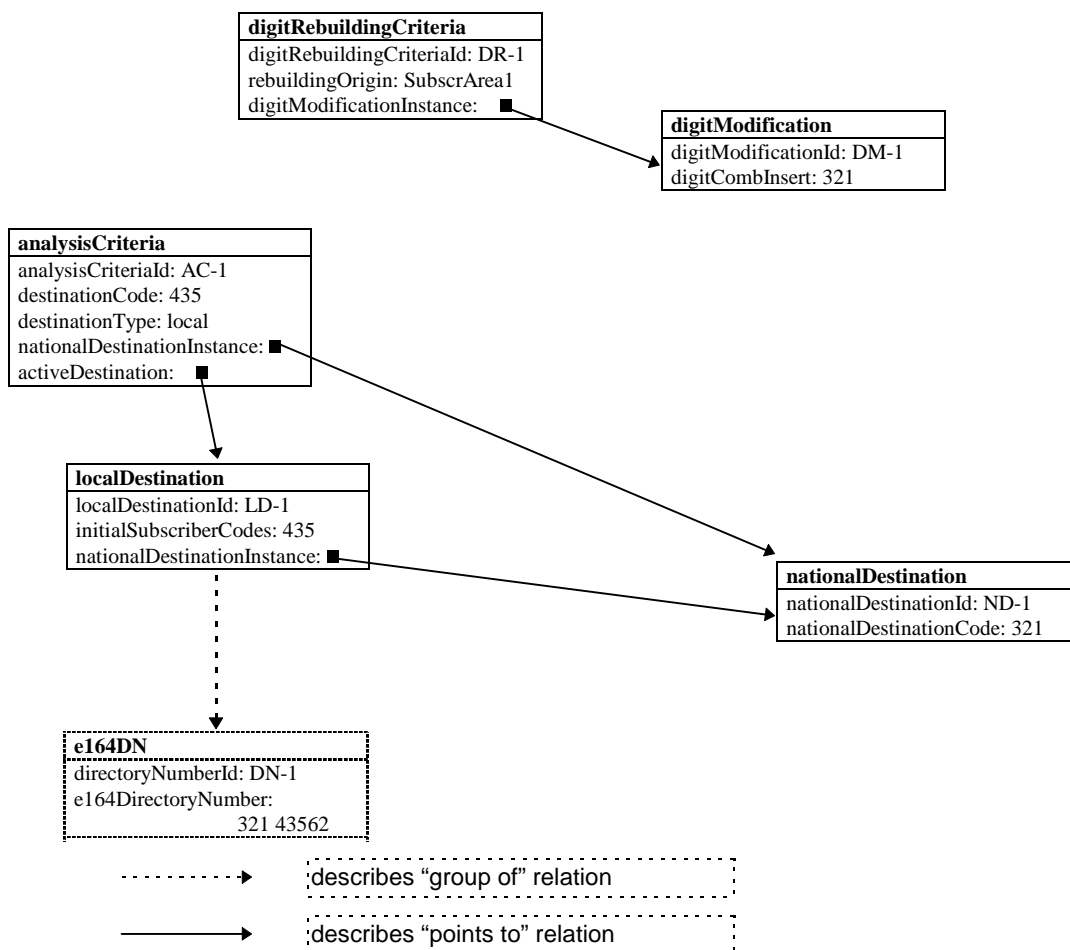 digitRebuildingCriteria
digitRebuildingCriteriaId: DR-1
rebuildingOrigin: SubscrArea1
digitModificationInstance:
digitModification
digitModificationId: DM-1
digitCombInsert: 321
analysisCriteria
analysisCriteriaId: AC-1
destinationCode: 435
destinationType: local
nationalDestinationInstance:
activeDestination:
localDestination
localDestinationId: LD-1
initialSubscriberCodes: 435
nationalDestinationInstance:
nationalDestination
nationalDestinationId: ND-1
nationalDestinationCode: 321
e164DN
directoryNumberId: DN-1
e164DirectoryNumber:
321 43562
describes “group of” relation
describes “points to” relation